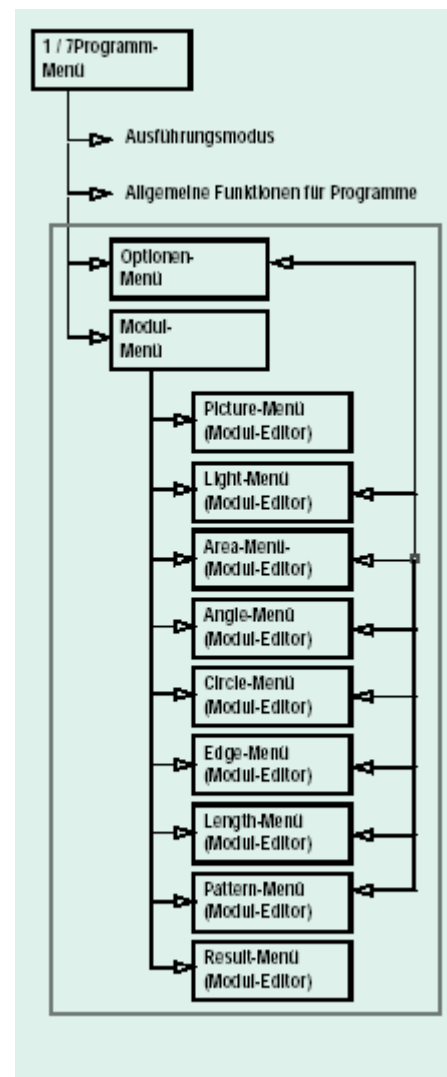 1 / 7Programm-
Menü
Ausführungsmodus
Allgemeine Funktionen für Programme
Optionen-
Menü
Modul-
Menü
Picture-Menü
(Modul-Editor)
Light-Menü
(Modul-Editor)
Area-Menü-
(Modul-Editor)
Angle-Menü
(Modul-Editor)
Circle-Menü
(Modul-Editor)
Edge-Menü
(Modul-Editor)
Length-Menü
(Modul-Editor)
Pattern-Menü
(Modul-Editor)
Result-Menü
(Modul-Editor)